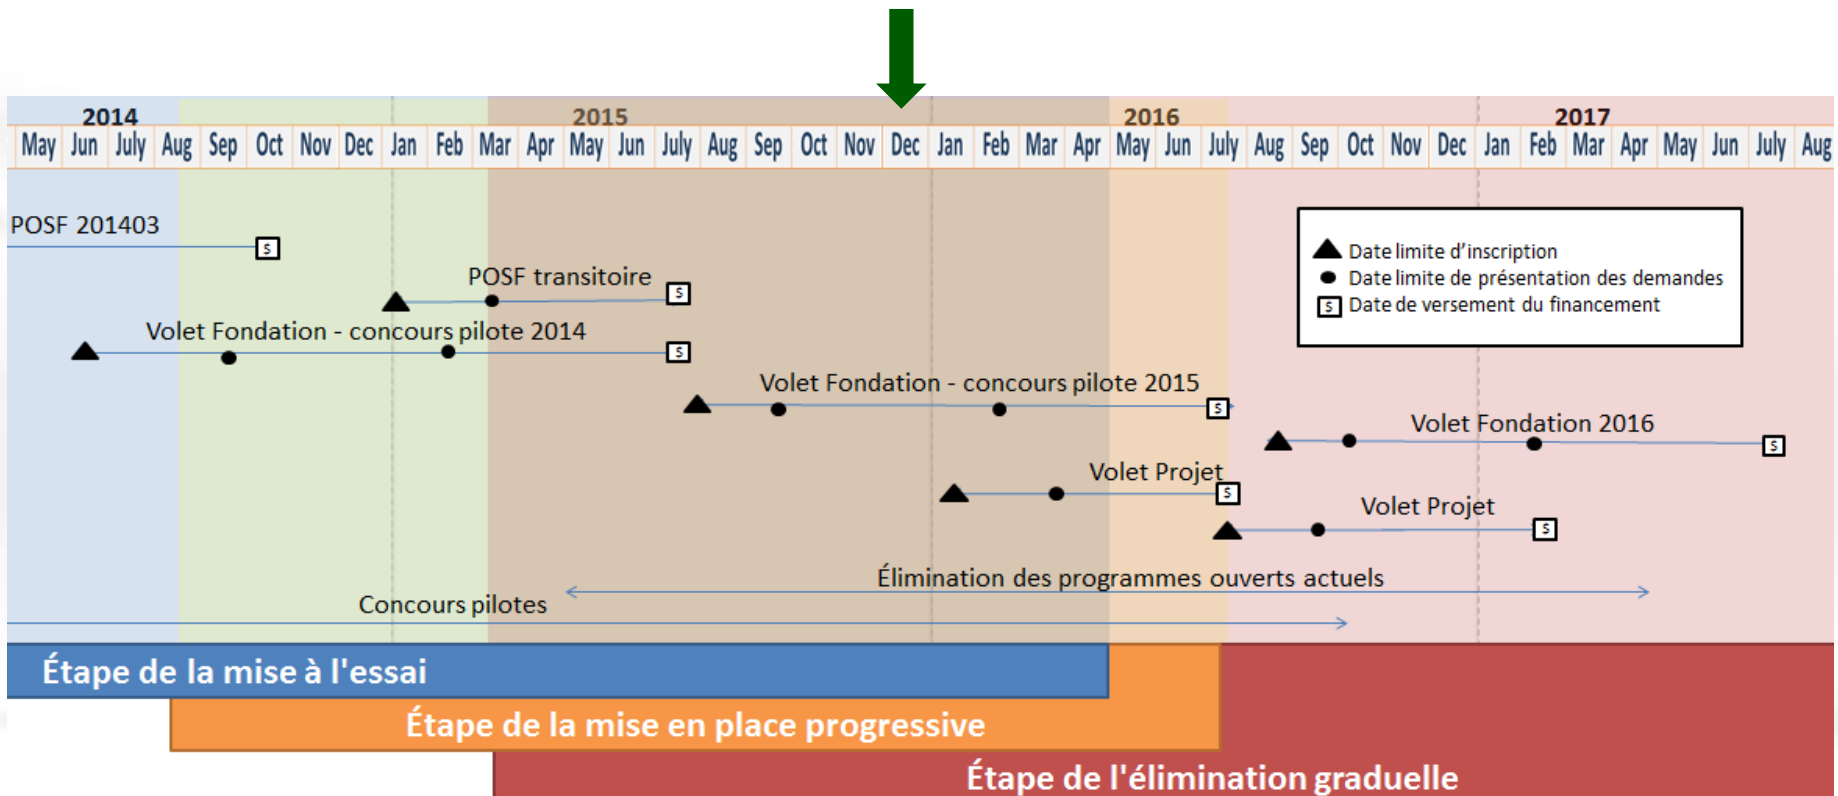 2014 2015 2016 2017
May Jun July Aug Sep Oct Nov Dec Jan Feb Mar Apr May Jun July Aug Sep Oct Nov Dec Jan Feb Mar Apr May Jun July Aug Sep Oct Nov Dec Jan Feb Mar Apr May Jun July Aug
POSF 201403
$
POSF transitoire
$
Volet Fondation - concours pilote 2014
$
Date limite d'inscription
Date limite de présentation des demandes
$ Date de versement du financement
Volet Fondation - concours pilote 2015
$
Volet Fondation 2016
$
Volet Projet
$
Volet Projet
$
Élimination des programmes ouverts actuels
Concours pilotes
Étape de la mise à l'essai
Étape de la mise en place progressive
Étape de l'élimination graduelle